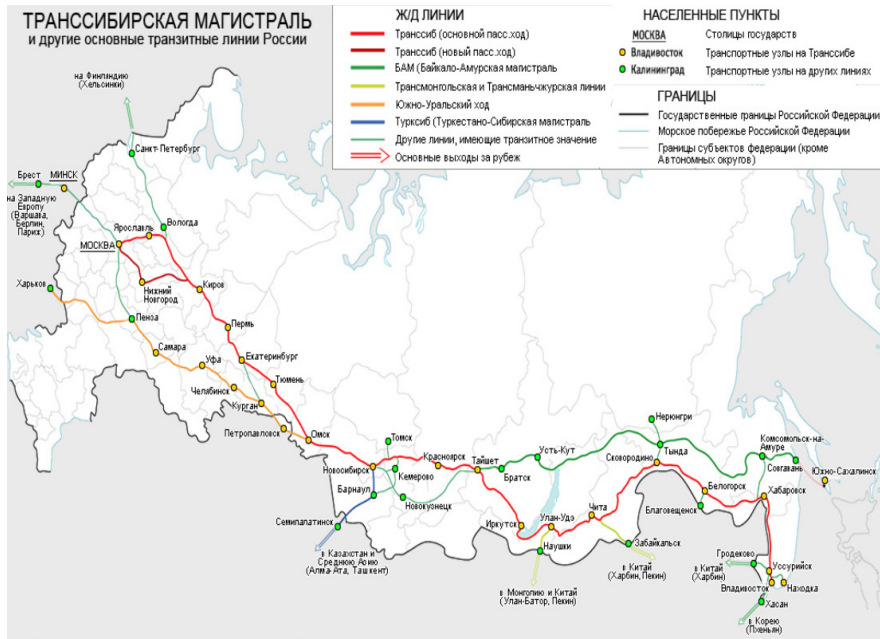 ТРАНССИБИРСКАЯ МАГИСТРАЛЬ
и другие основные транзитные линии России
Ж/Д ЛИНИИ
Транссиб (основной пасс.ход)
Транссиб (новый пасс.ход)
БАМ (Байкало-Амурская магистраль
Трансмонгольская и Трансманьчжурская линии
Южно-Уральский ход
Турксиб (Туркестано-Сибирская магистраль
Другие линии, имеющие транзитное значение
Основные выходы за рубеж
НАСЕЛЕННЫЕ ПУНКТЫ
МОСКВА Столицы государств
Владивосток Транспортные узлы на Транссибе
Калининград Транспортные узлы на других линиях
ГРАНИЦЫ
Государственные границы Российской Федерации
Морское побережье Российской Федерации
Границы субъектов федерации (кроме
Автономных округов)
на Финляндию
(Хельсинки)
Санкт-Петербург
Брест
МИНСК
на Западную
Европу
(Варшава,
Берлин,
Париж)
Ярославль
Вологда
МОСКВА
Харьков
Нижний
Новгород
Киров
Пенза
Пермь
Самара
Екатеринбург
Уфа
Тюмень
Челябинск
Курган
Петропавловск
Омск
Томск
Новосибирск
Кемерово
Барнаул
Новокузнецк
Семипалатинск
в Казахстан и
Среднюю Азию
(Алма-Ата, Ташкент)
Красноярск
Тайшет
Братск
Усть-Кут
Иркутск
Улан-Удэ
Чита
Наушки
Забайкальск
в Монголию и Китай
(Улан-Батор, Пекин)
в Китай
(Харбин, Пекин)
Нерюнгри
Тында
Сковородино
Белогорск
Благовещенск
Комсомольск-на-
Амуре
Совгавань
Южно-Сахалинск
Хабаровск
Гродеково
в Китай
(Харбин)
Уссурийск
Владивосток
Находка
Хасан
в Корею
(Пхеньян)